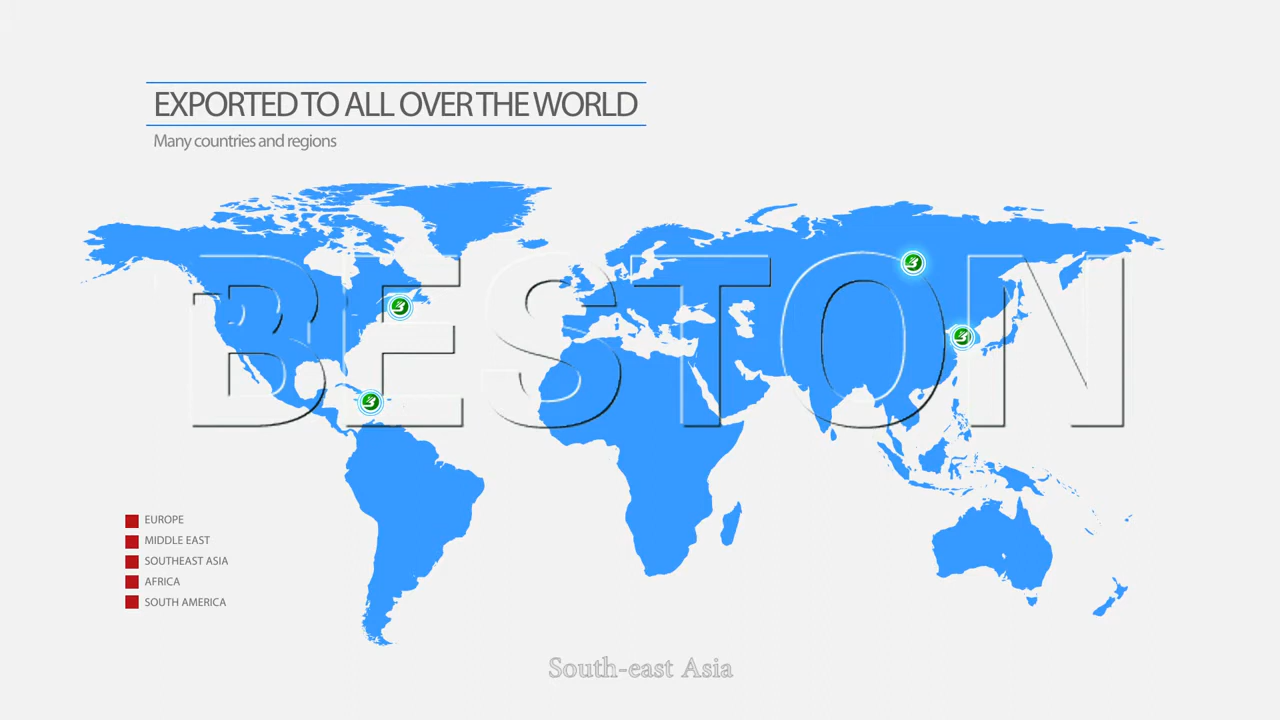 EXPORTED TO ALL OVER THE WORLD
Many countries and regions
BESTON
EUROPE
MIDDLE EAST
SOUTHEAST ASIA
AFRICA
SOUTH AMERICA
South-east Asia